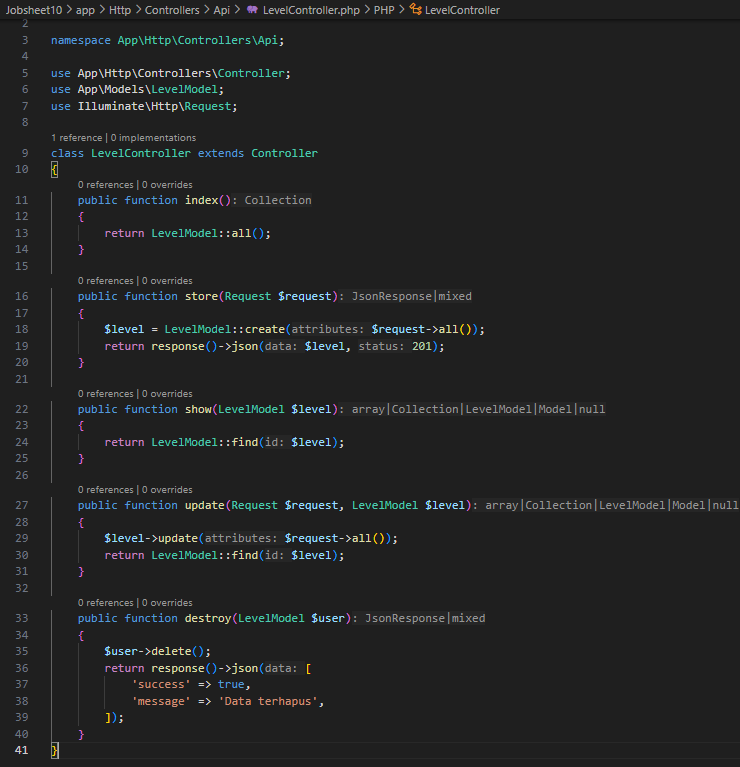 Jobsheet10 > app > Http > Controllers > Api > LevelController.php > PHP > LevelController
2
3 namespace App\Http\Controllers\Api;
4
5 use App\Http\Controllers\Controller;
6 use App\Models\LevelModel;
7 use Illuminate\Http\Request;
8
1 reference | 0 implementations
9 class LevelController extends Controller
10 {
0 references | 0 overrides
11 public function index(): Collection
12 {
13 return LevelModel::all();
14 }
15
0 references | 0 overrides
16 public function store(Request $request): JsonResponse|mixed
17 {
18 $level = LevelModel::create(attributes: $request->all());
19 return response()->json(data: $level, status: 201);
20 }
21
0 references | 0 overrides
22 public function show(LevelModel $level): array|Collection|LevelModel|Model|null
23 {
24 return LevelModel::find(id: $level);
25 }
26
0 references | 0 overrides
27 public function update(Request $request, LevelModel $level): array|Collection|LevelModel|Model|null
28 {
29 $level->update(attributes: $request->all());
30 return LevelModel::find(id: $level);
31 }
32
0 references | 0 overrides
33 public function destroy(LevelModel $user): JsonResponse|mixed
34 {
35 $user->delete();
36 return response()->json(data: [
37 'success' => true,
38 'message' => 'Data terhapus',
39 ]);
40 }
41 }